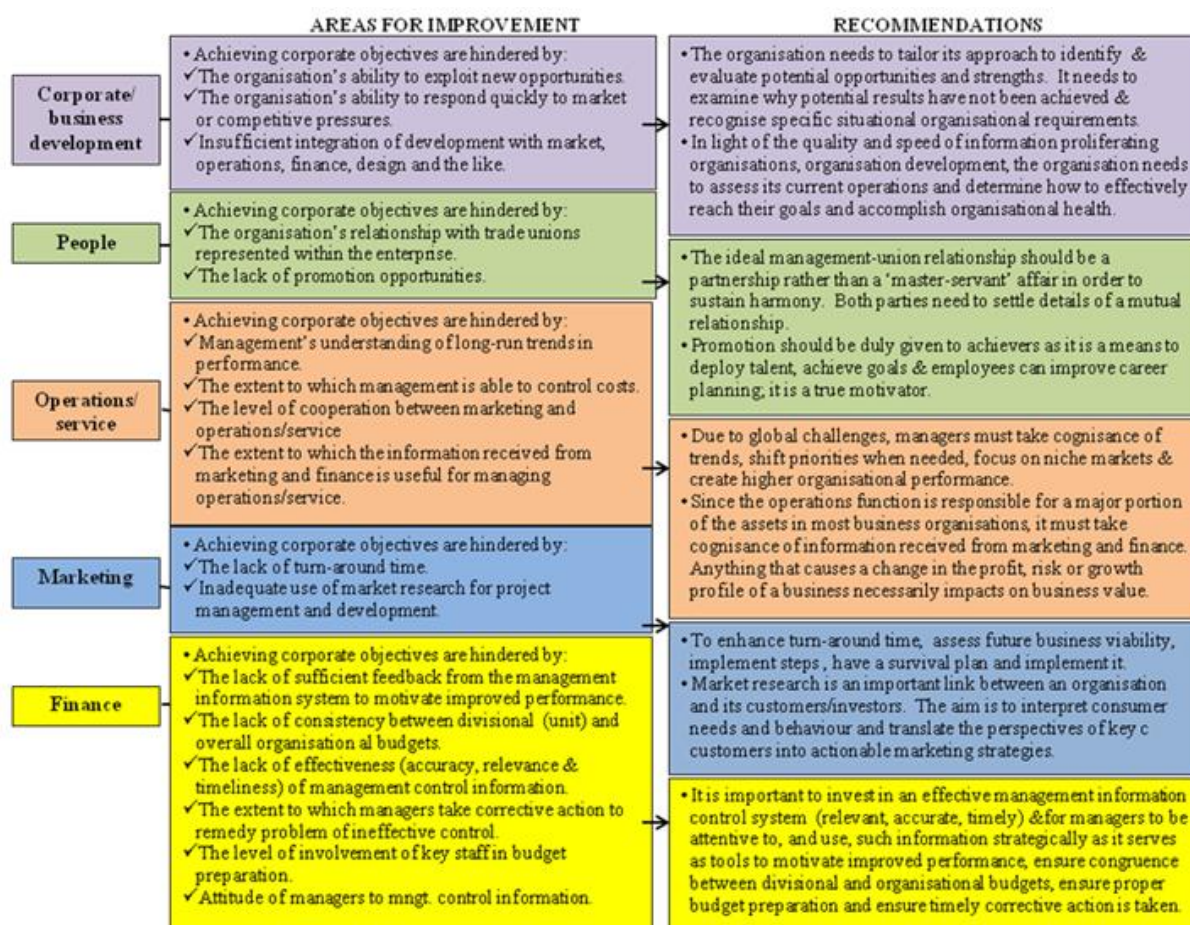 AREAS FOR IMPROVEMENT
RECOMMENDATIONS
Corporate/
business
development
• Achieving corporate objectives are hindered by:
✓The organisation's ability to exploit new opportunities.
✓The organisation's ability to respond quickly to market
or competitive pressures.
✓Insufficient integration of development with market,
operations, finance, design and the like.
• The organisation needs to tailor its approach to identify &
evaluate potential opportunities and strengths. It needs to
examine why potential results have not been achieved &
recognise specific situational organisational requirements.
• In light of the quality and speed of information proliferating
organisations, organisation development, the organisation needs
to assess its current operations and determine how to effectively
reach their goals and accomplish organisational health.
People
• Achieving corporate objectives are hindered by:
✓The organisation's relationship with trade unions
represented within the enterprise.
✓The lack of promotion opportunities.
• The ideal management-union relationship should be a
partnership rather than a 'master-servant' affair in order to
sustain harmony. Both parties need to settle details of a mutual
relationship.
• Promotion should be duly given to achievers as it is a means to
deploy talent, achieve goals & employees can improve career
planning; it is a true motivator.
Operations/
service
• Achieving corporate objectives are hindered by:
✓Management's understanding of long-run trends in
performance.
✓The extent to which management is able to control costs.
✓The level of cooperation between marketing and
operations/service
✓The extent to which the information received from
marketing and finance is useful for managing
operations/service.
• Due to global challenges, managers must take cognisance of
trends, shift priorities when needed, focus on niche markets &
create higher organisational performance.
• Since the operations function is responsible for a major portion
of the assets in most business organisations, it must take
cognisance of information received from marketing and finance.
Anything that causes a change in the profit, risk or growth
profile of a business necessarily impacts on business value.
Marketing
• Achieving corporate objectives are hindered by:
✓The lack of turn-around time.
• Inadequate use of market research for project
management and development.
• To enhance turn-around time, assess future business viability,
implement steps , have a survival plan and implement it.
• Market research is an important link between an organisation
and its customers/investors. The aim is to interpret consumer
needs and behaviour and translate the perspectives of key c
customers into actionable marketing strategies.
Finance
• Achieving corporate objectives are hindered by:
✓The lack of sufficient feedback from the management
information system to motivate improved performance.
✓The lack of consistency between divisional (unit) and
overall organisation al budgets.
✓The lack of effectiveness (accuracy, relevance &
timeliness) of management control information.
✓The extent to which managers take corrective action to
remedy problem of ineffective control.
✓The level of involvement of key staff in budget
preparation.
✓Attitude of managers to mngt. control information.
• It is important to invest in an effective management information
control system (relevant, accurate, timely) &for managers to be
attentive to, and use, such information strategically as it serves
as tools to motivate improved performance, ensure congruence
between divisional and organisational budgets, ensure proper
budget preparation and ensure timely corrective action is taken.